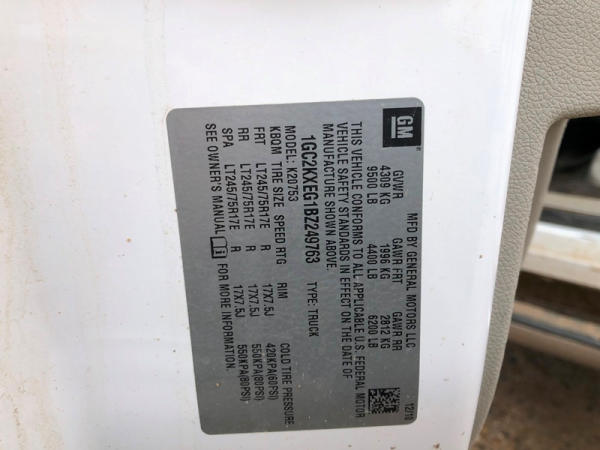 GM
MFD BY GENERAL MOTORS LLC 12/10
GVWR GAWR FRT GAWR RR
4309 KG 1996 KG 2812 KG
9500 LB 4400 LB 6200 LB
THIS VEHICLE CONFORMS TO ALL APPLICABLE U.S. FEDERAL MOTOR
VEHICLE SAFETY STANDARDS IN EFFECT ON THE DATE OF
MANUFACTURE SHOWN ABOVE.
1GC2KXEG1BZ249763 TYPE: TRUCK
MODEL: K20753
KBQM TIRE SIZE SPEED RTG RIM COLD TIRE PRESSURE
FRT LT245/75R17E R 17X7.5J 420KPA(60PSI)
RR LT245/75R17E R 17X7.5J 550KPA(80PSI)
SPA LT245/75R17E R 17X7.5J 550KPA(80PSI)
SEE OWNER'S MANUAL FOR MORE INFORMATION.